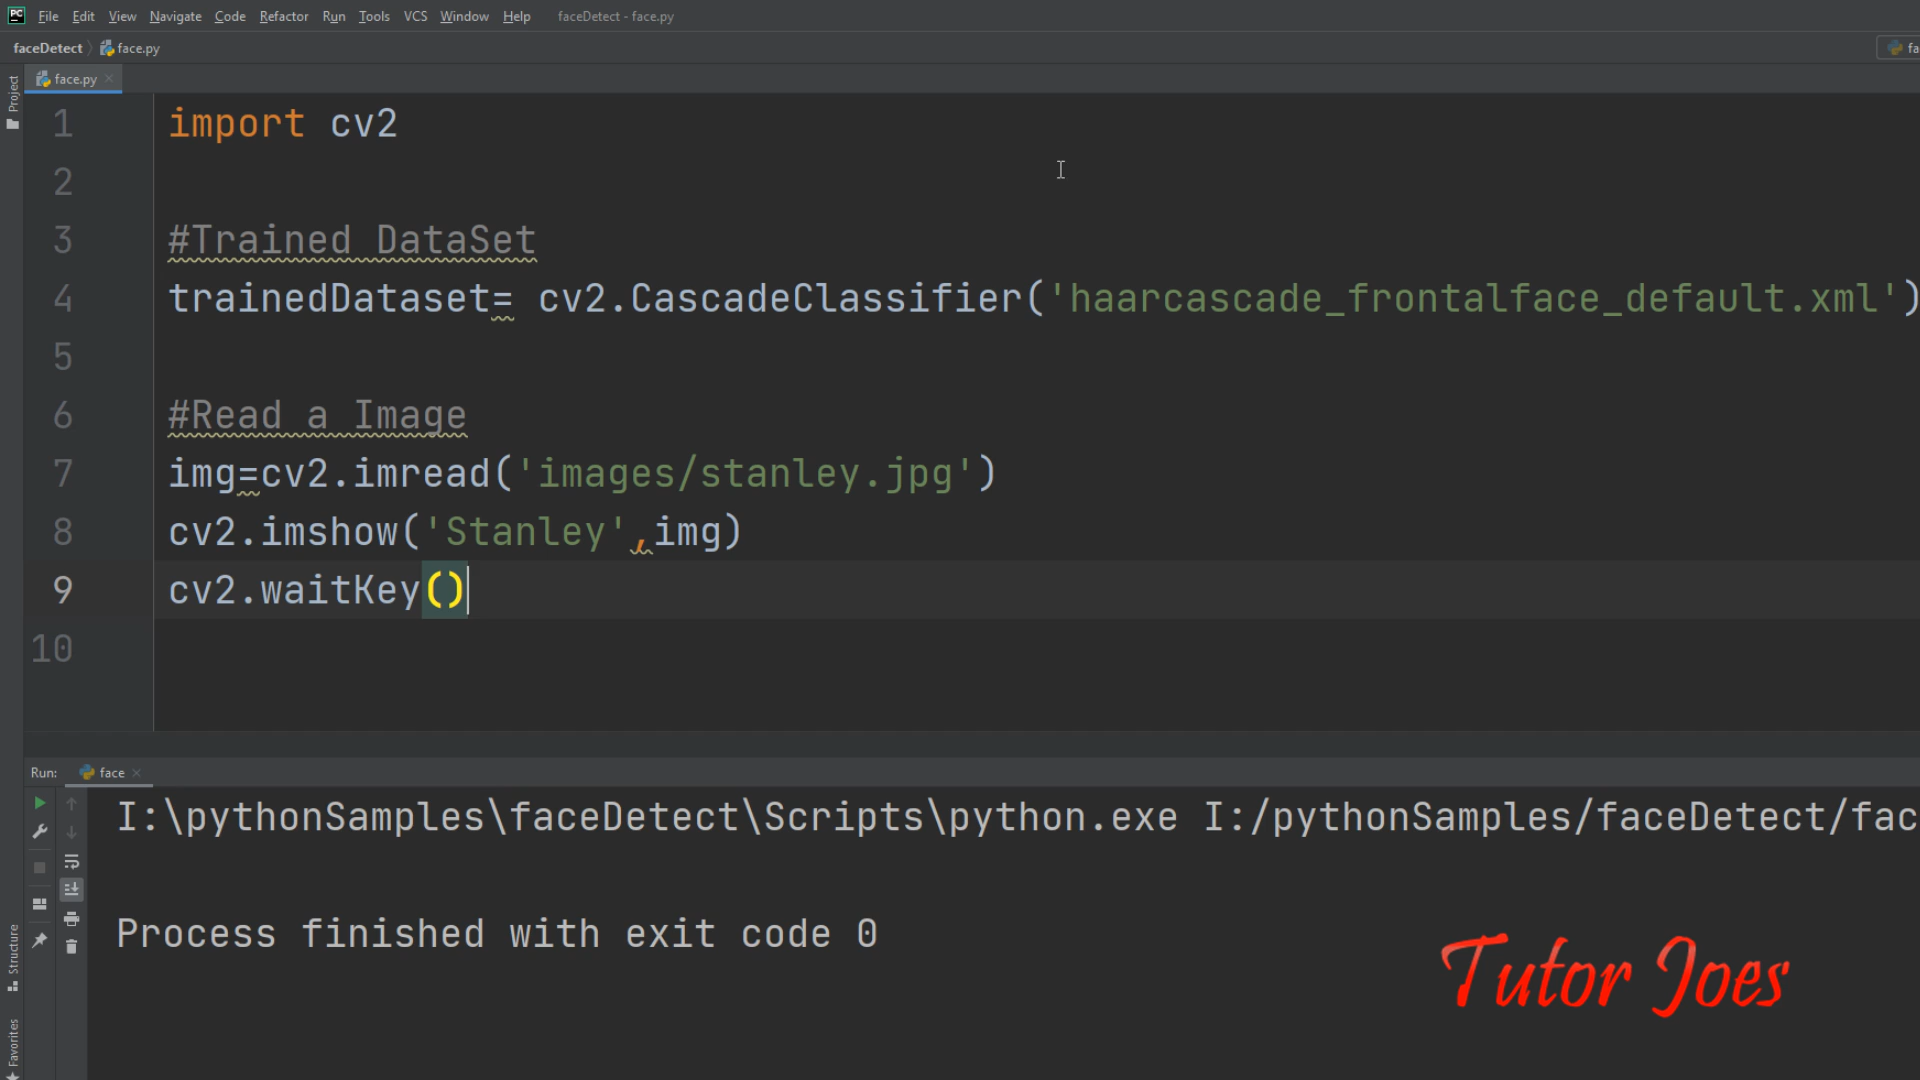 File Edit View Navigate Code Refactor Run Tools VCS Window Help faceDetect - face.py
faceDetect face.py
face.py
Project
1 import cv2
2
3 #Trained DataSet
4 trainedDataset= cv2.CascadeClassifier('haarcascade_frontalface_default.xml')
5
6 #Read a Image
7 img=cv2.imread('images/stanley.jpg')
8 cv2.imshow('Stanley',img)
9 cv2.waitKey()
10
Run: face
I:\pythonSamples\faceDetect\Scripts\python.exe I:/pythonSamples/faceDetect/fac
Process finished with exit code 0
Structure
Favorites
Tutor Joes